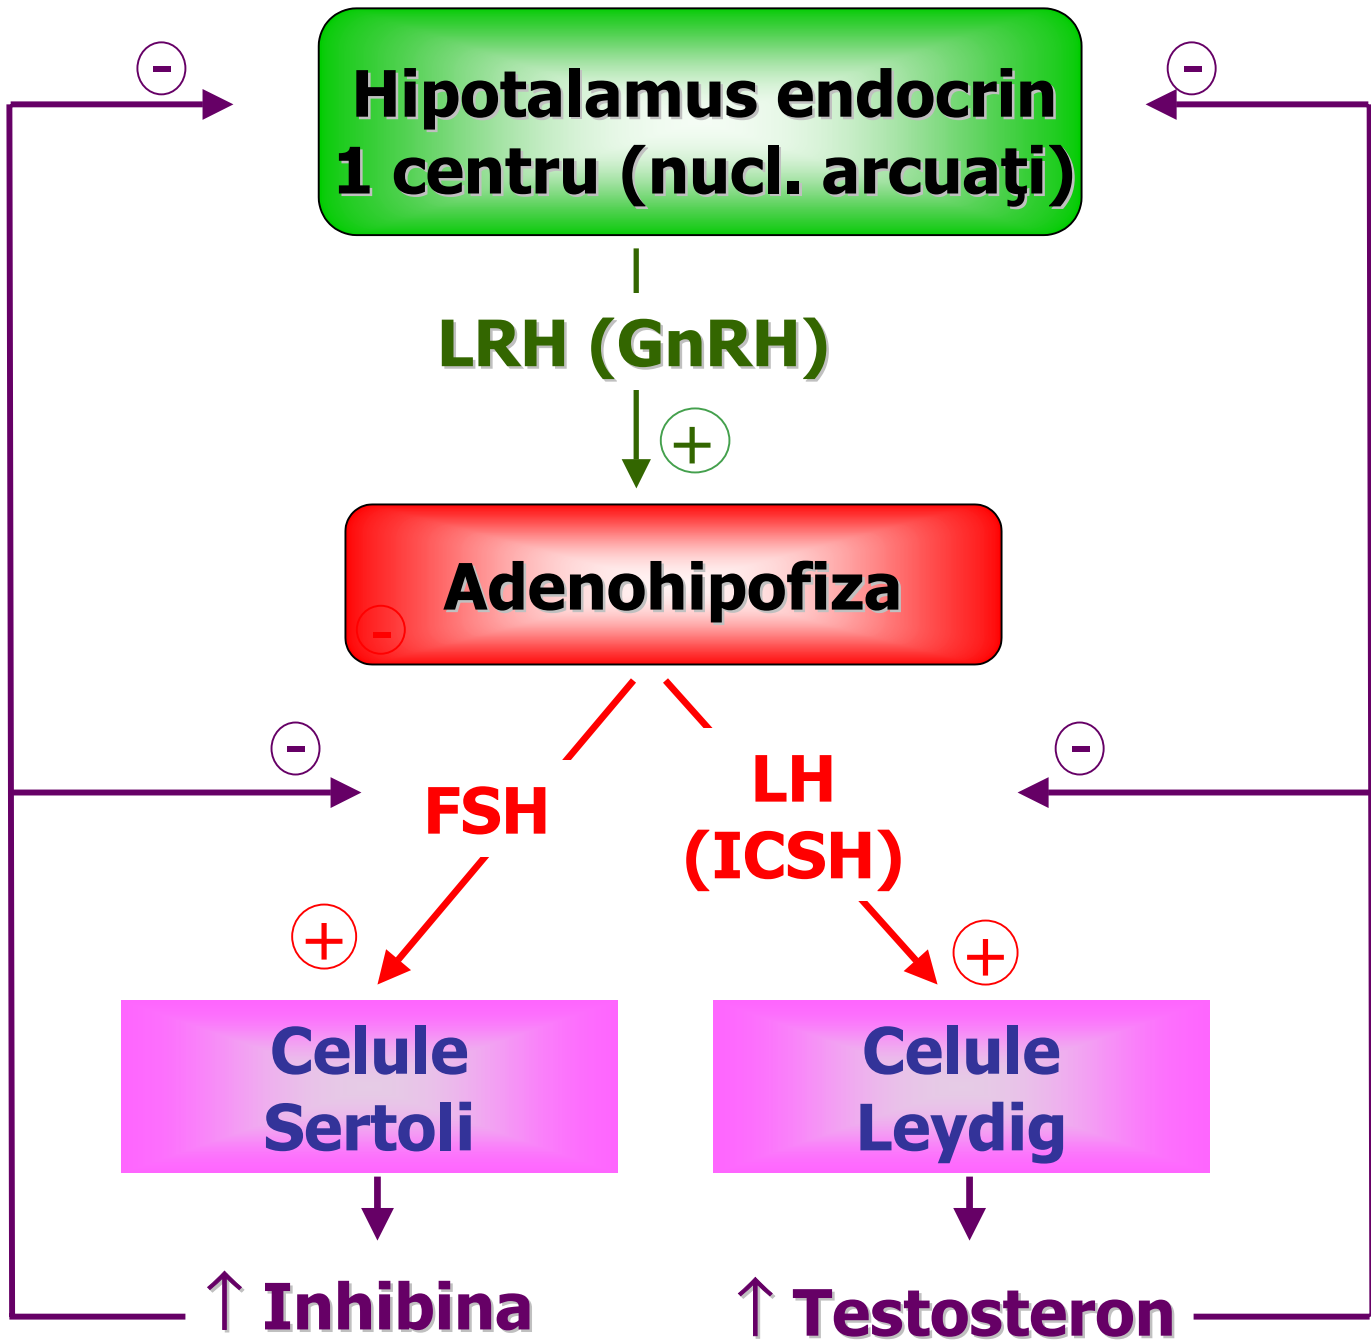 -
-
Hipotalamus endocrin
1 centru (nucl. arcuaţi)
LRH (GnRH)
+
Adenohipofiza
-
-
-
FSH
LH
(ICSH)
+
+
Celule
Sertoli
Celule
Leydig
↑ Inhibina
↑ Testosteron